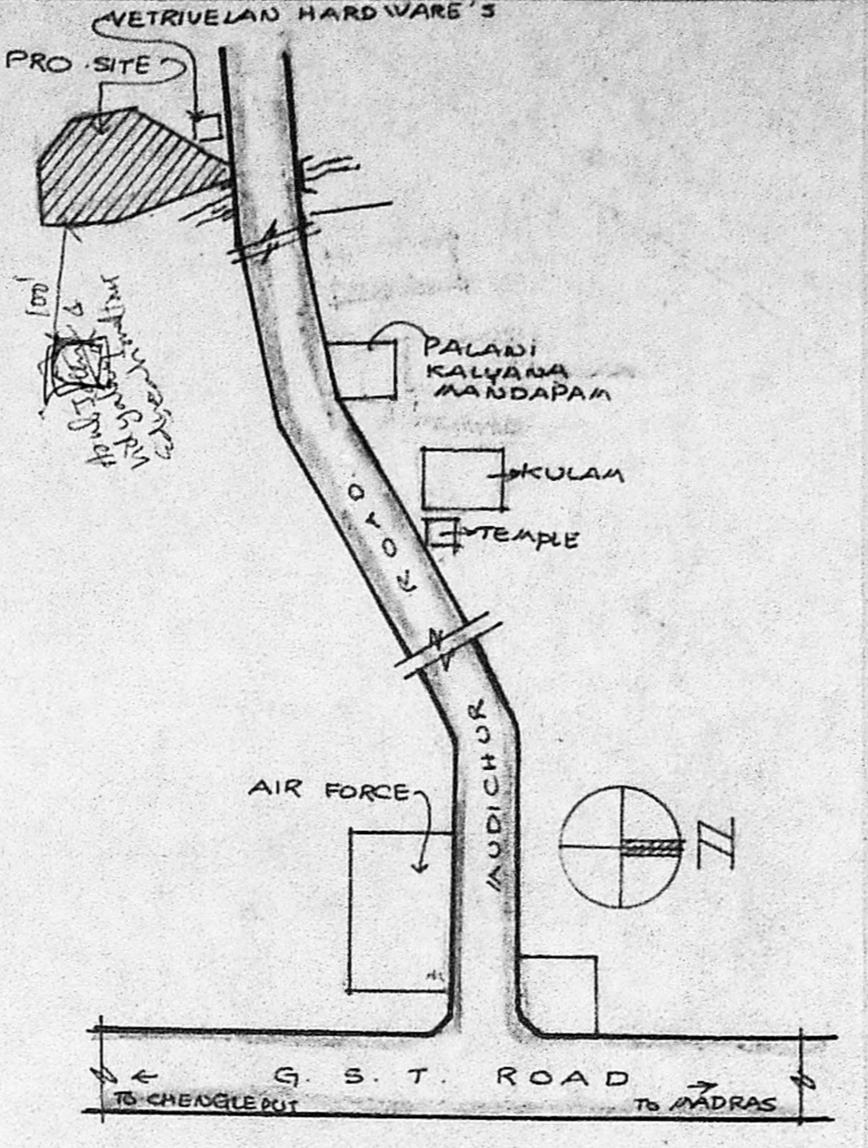 VETRIVELAN HARDWARE'S
PRO. SITE
PALANI
KALYANA
MANDAPAM
KULAM
TEMPLE
ROAD
MUDICHUR
AIR FORCE
N
G. S. T. ROAD
TO CHENGLEPUT
TO MADRAS